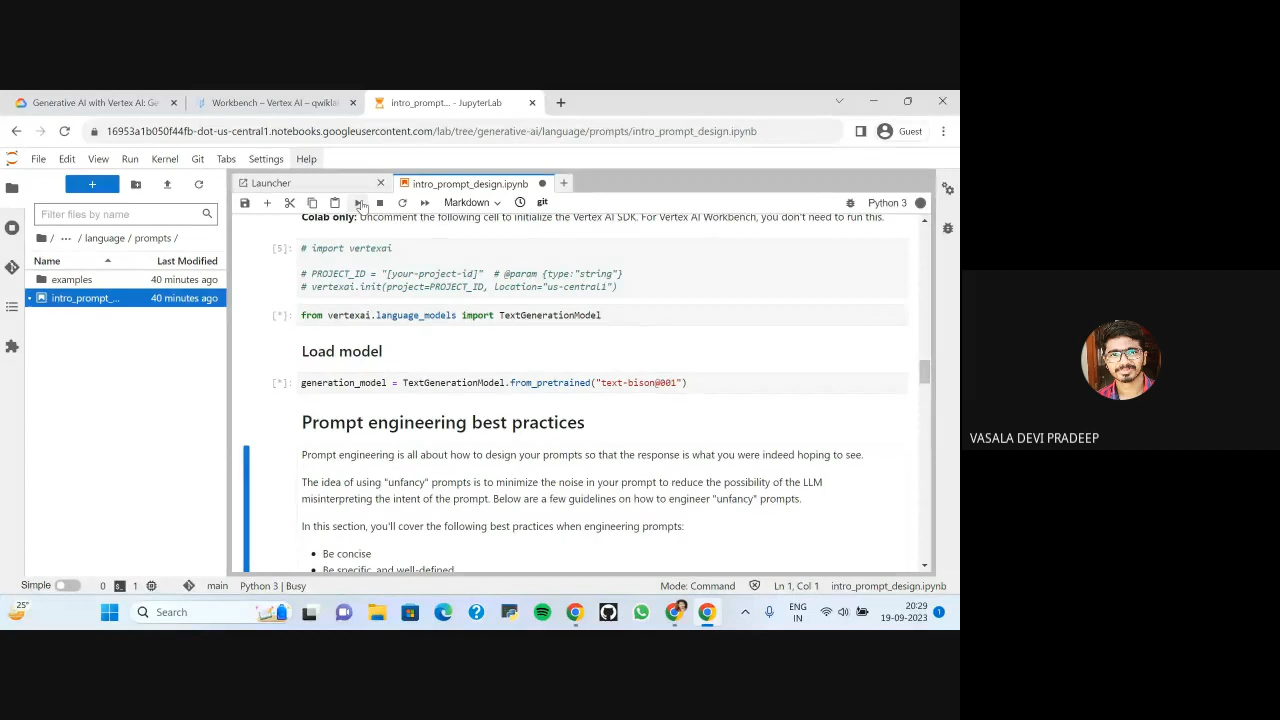 Generative AI with Vertex AI: Ge
Workbench – Vertex AI – qwikla
intro_prompt... - JupyterLab
16953a1b050f44fb-dot-us-central1.notebooks.googleusercontent.com/lab/tree/generative-ai/language/prompts/intro_prompt_design.ipynb
Guest
File Edit View Run Kernel Git Tabs Settings Help
Launcher
intro_prompt_design.ipynb
Markdown
git
Python 3
Filter files by name
/ ... / language / prompts /
Name Last Modified
examples 40 minutes ago
intro_prompt_... 40 minutes ago
Colab only: Uncomment the following cell to initialize the Vertex AI SDK. For Vertex AI Workbench, you don't need to run this.
[5]: # import vertexai
# PROJECT_ID = "[your-project-id]" # @param {type:"string"}
# vertexai.init(project=PROJECT_ID, location="us-central1")
[*]: from vertexai.language_models import TextGenerationModel
Load model
[*]: generation_model = TextGenerationModel.from_pretrained("text-bison@001")
Prompt engineering best practices
Prompt engineering is all about how to design your prompts so that the response is what you were indeed hoping to see.
The idea of using "unfancy" prompts is to minimize the noise in your prompt to reduce the possibility of the LLM
misinterpreting the intent of the prompt. Below are a few guidelines on how to engineer "unfancy" prompts.
In this section, you'll cover the following best practices when engineering prompts:
• Be concise
• Be specific, and well-defined
VASALA DEVI PRADEEP
Simple 0 1 main Python 3 | Busy Mode: Command Ln 1, Col 1 intro_prompt_design.ipynb
25°
Search
ENG
IN
20:29
19-09-2023
1